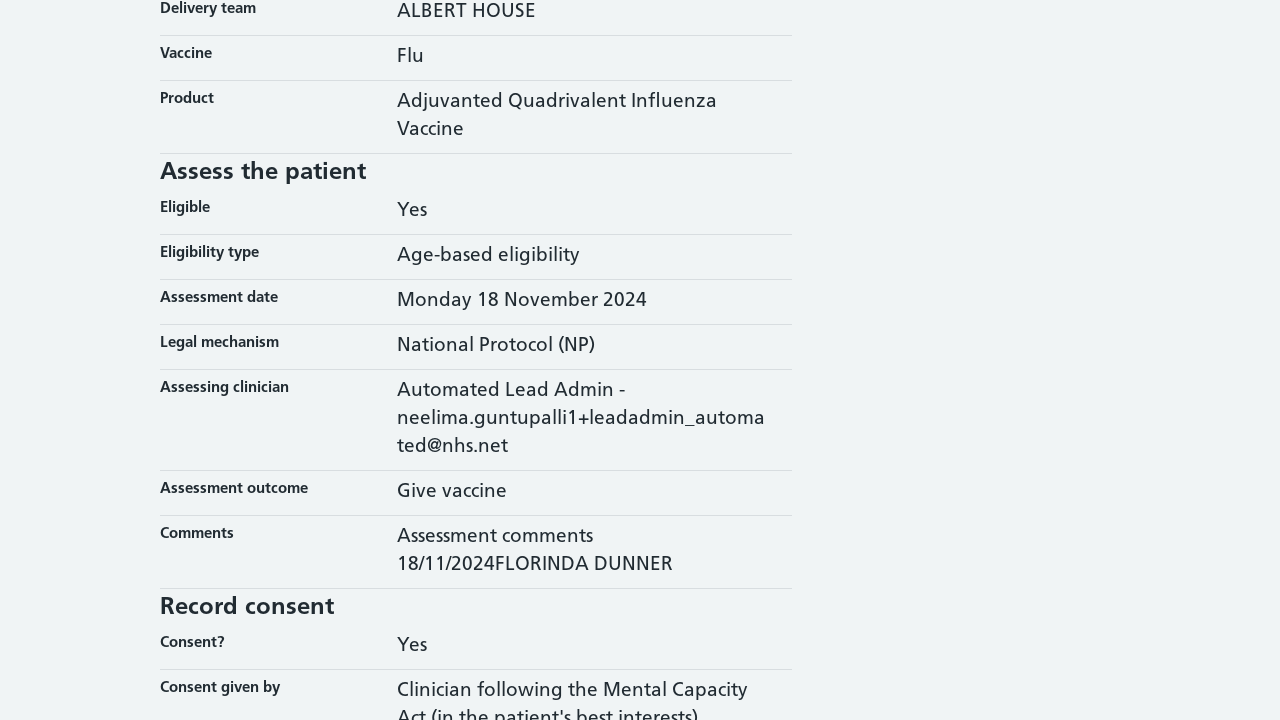 Delivery team ALBERT HOUSE
Vaccine Flu
Product Adjuvanted Quadrivalent Influenza
Vaccine
Assess the patient
Eligible Yes
Eligibility type Age-based eligibility
Assessment date Monday 18 November 2024
Legal mechanism National Protocol (NP)
Assessing clinician Automated Lead Admin -
neelima.guntupalli1+leadadmin_automa
ted@nhs.net
Assessment outcome Give vaccine
Comments Assessment comments
18/11/2024FLORINDA DUNNER
Record consent
Consent? Yes
Consent given by Clinician following the Mental Capacity
Act (in the patient's best interests)